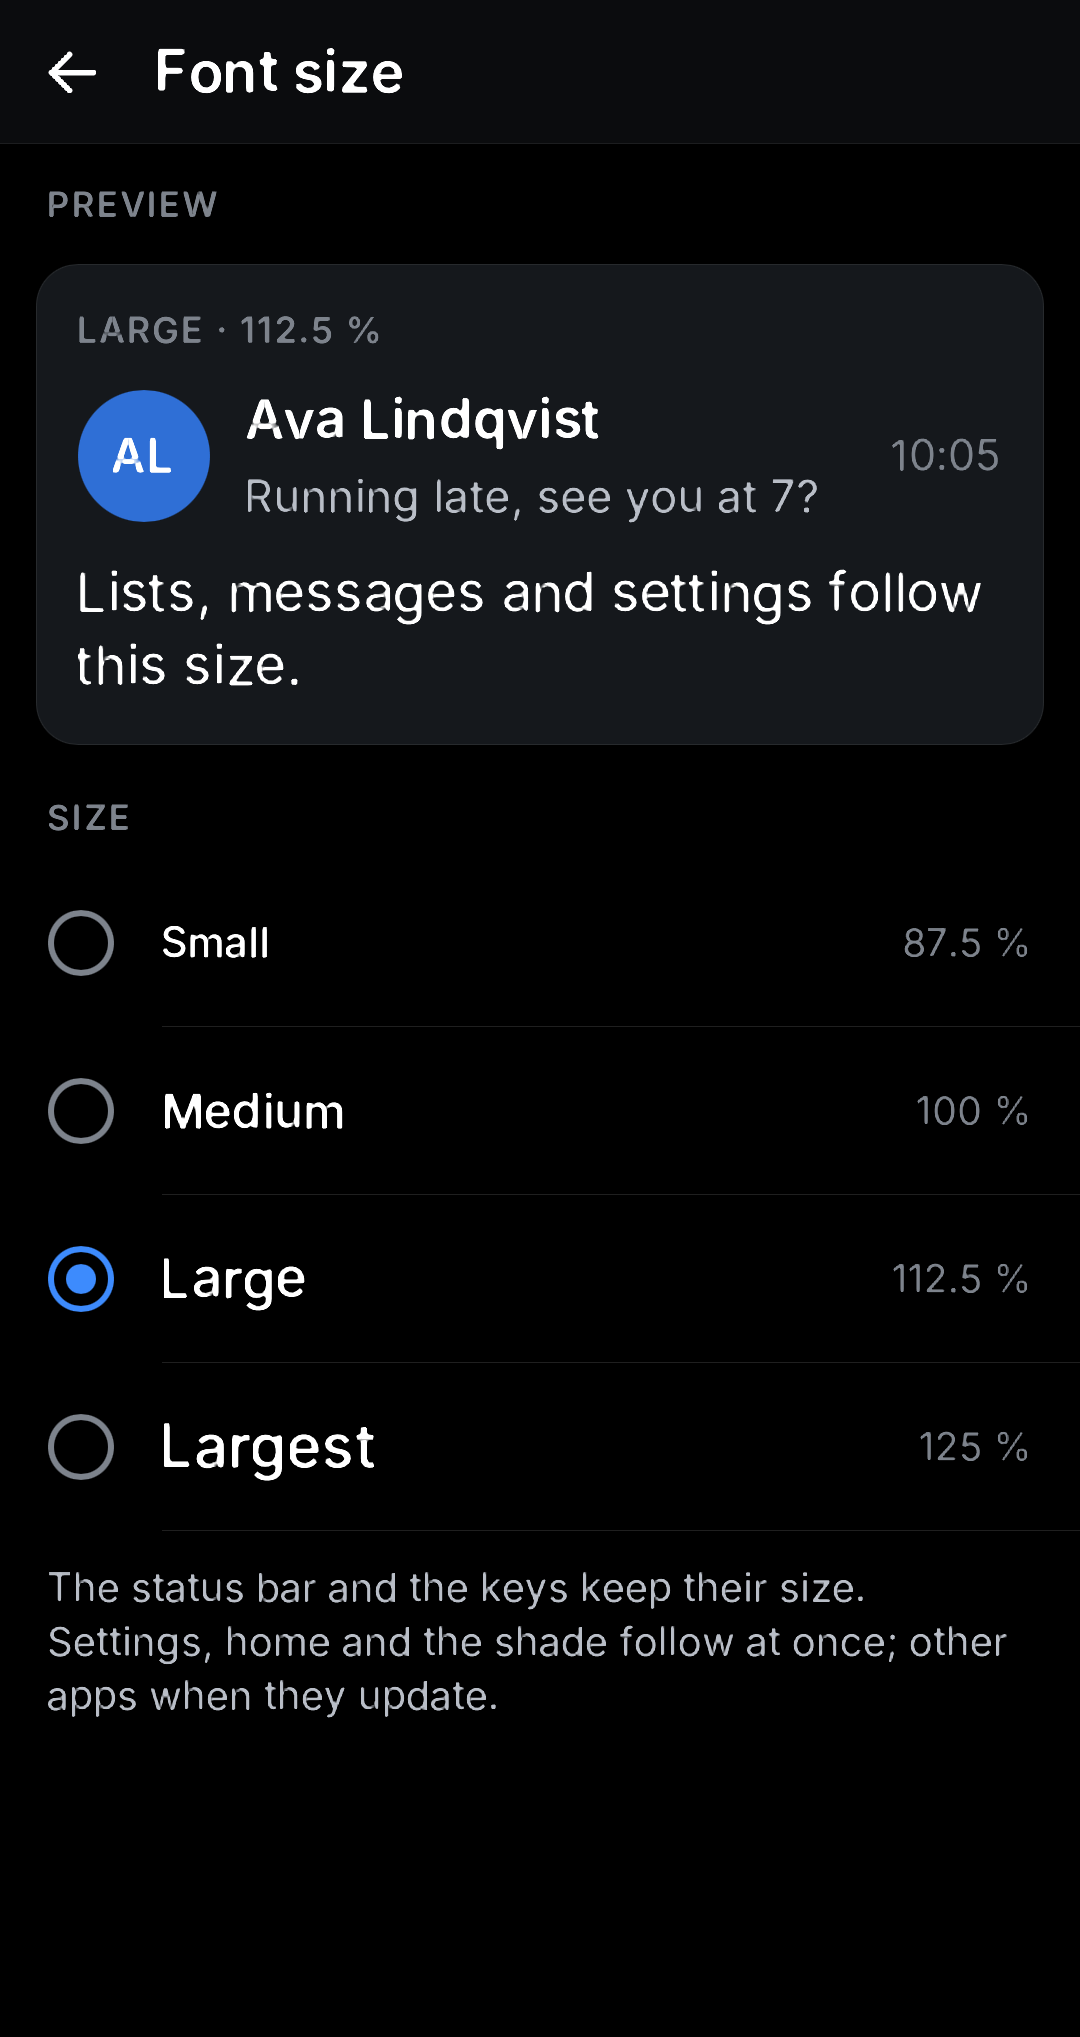 Font size
PREVIEW
LARGE · 112.5 %
AL
Ava Lindqvist
Running late, see you at 7?
10:05
Lists, messages and settings follow
this size.
SIZE
Small 87.5 %
Medium 100 %
Large 112.5 %
Largest 125 %
The status bar and the keys keep their size.
Settings, home and the shade follow at once; other
apps when they update.